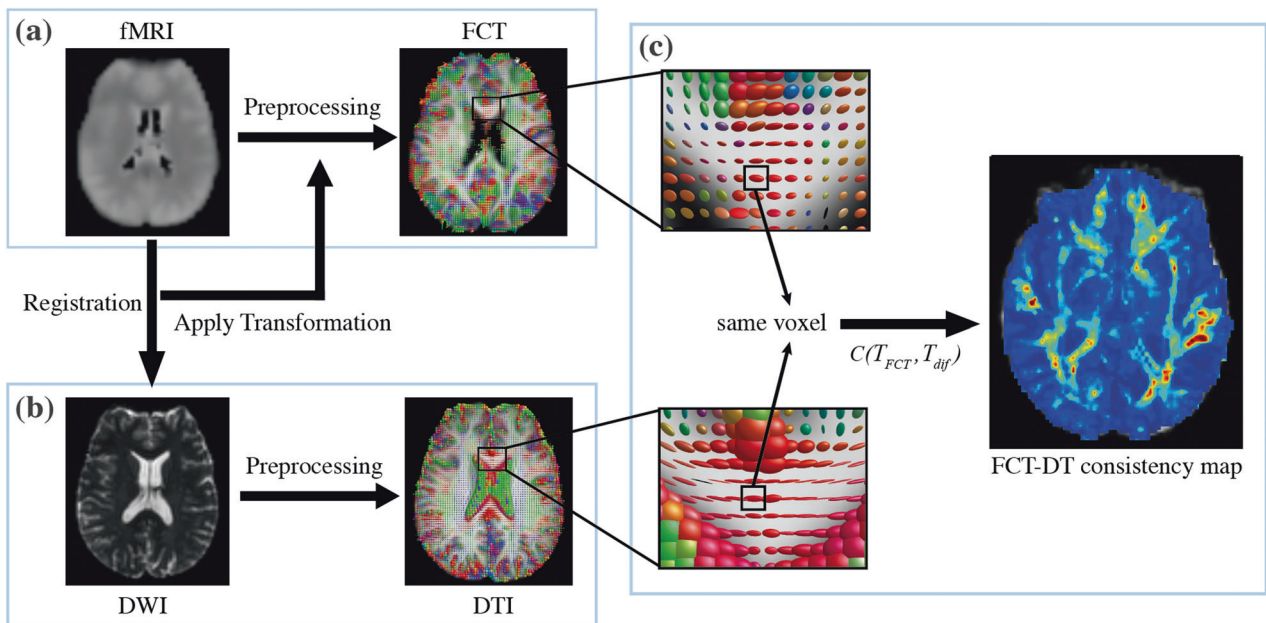 (a)
fMRI
FCT
Preprocessing
Registration
Apply Transformation
(b)
Preprocessing
DWI
DTI
(c)
same voxel
C(T_FCT, T_dif)
FCT-DT consistency map